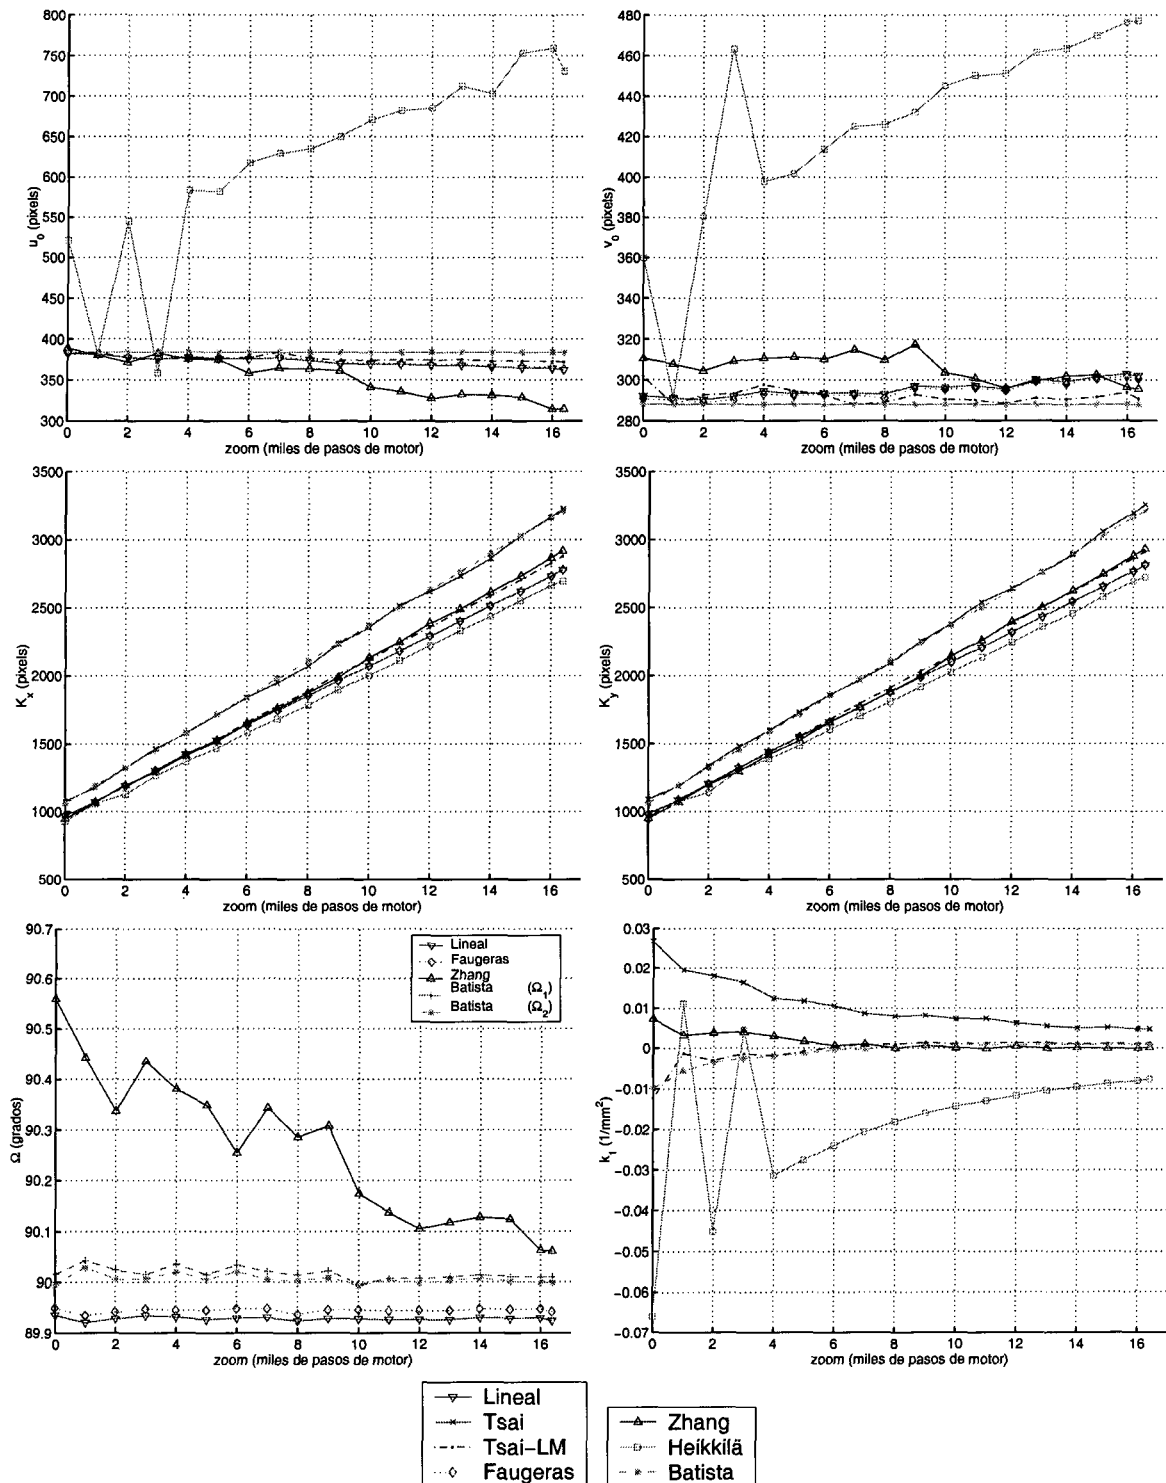 800
750
700
650
600
550
500
450
400
350
300
u0 (pixels)
0 2 4 6 8 10 12 14 16
zoom (miles de pasos de motor)
480
460
440
420
400
380
360
340
320
300
280
v0 (pixels)
0 2 4 6 8 10 12 14 16
zoom (miles de pasos de motor)
3500
3000
2500
2000
1500
1000
500
Kx (pixels)
0 2 4 6 8 10 12 14 16
zoom (miles de pasos de motor)
3500
3000
2500
2000
1500
1000
500
Ky (pixels)
0 2 4 6 8 10 12 14 16
zoom (miles de pasos de motor)
90.7
90.6
90.5
90.4
90.3
90.2
90.1
90
89.9
Ω (grados)
Lineal
Faugeras
Zhang
Batista (Ω1)
Batista (Ω2)
0 2 4 6 8 10 12 14 16
zoom (miles de pasos de motor)
0.03
0.02
0.01
0
−0.01
−0.02
−0.03
−0.04
−0.05
−0.06
−0.07
k1 (1/mm²)
0 2 4 6 8 10 12 14 16
zoom (miles de pasos de motor)
Lineal
Tsai
Tsai−LM
Faugeras
Zhang
Heikkilä
Batista